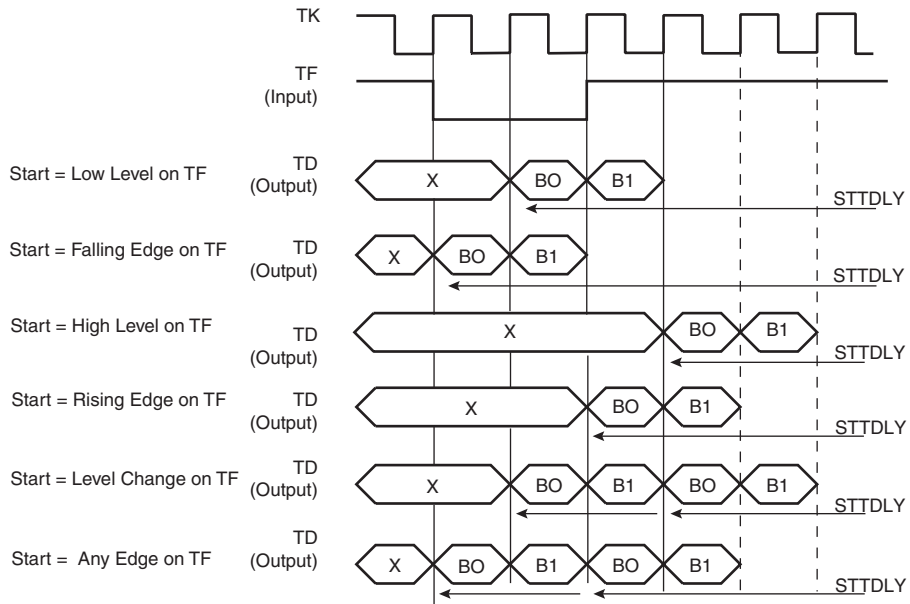 TK
TF
(Input)
Start = Low Level on TF
TD
(Output)
X
BO
B1
STTDLY
Start = Falling Edge on TF
TD
(Output)
X
BO
B1
STTDLY
Start = High Level on TF
TD
(Output)
X
BO
B1
STTDLY
Start = Rising Edge on TF
TD
(Output)
X
BO
B1
STTDLY
Start = Level Change on TF
TD
(Output)
X
BO
B1
BO
B1
STTDLY
Start = Any Edge on TF
TD
(Output)
X
BO
B1
BO
B1
STTDLY